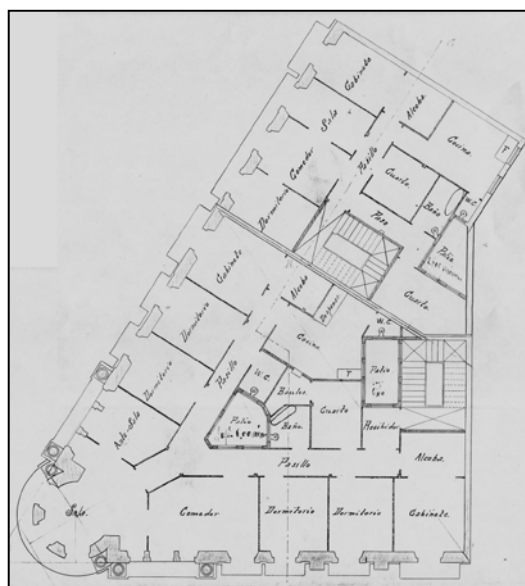 Gabinete
Alcoba
Sala
Cocina
Comedor
Pasillo
Cuarto
W.C.
Dormitorio
Baño
Paso
Patio
Gabinete
Alcoba
Cuarto
Dormitorio
W.C.
Cocina
Patio
Dormitorio
Pasillo
W.C.
Baules
Ante-Sala
Cuarto
Patio
Baño
Recibidor
Pasillo
Alcoba
Sala
Comedor
Dormitorio
Dormitorio
Gabinete